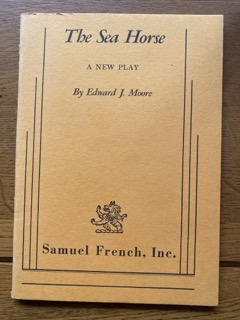 The Sea Horse
A NEW PLAY
By Edward J. Moore
Samuel French, Inc.